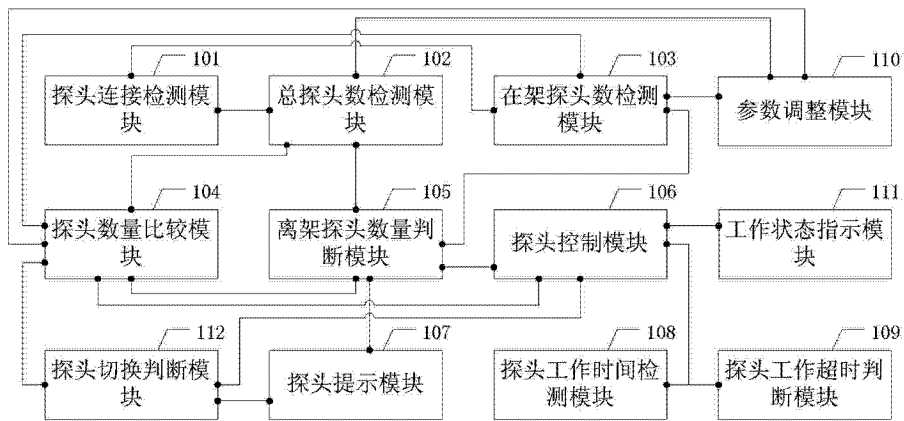 101
102
103
110
探头连接检测模
块
总探头数检测模
块
在架探头数检测
模块
参数调整模块
104
105
106
111
探头数量比较模
块
离架探头数量判
断模块
探头控制模块
工作状态指示模
块
112
107
108
109
探头切换判断模
块
探头提示模块
探头工作时间检
测模块
探头工作超时判
断模块